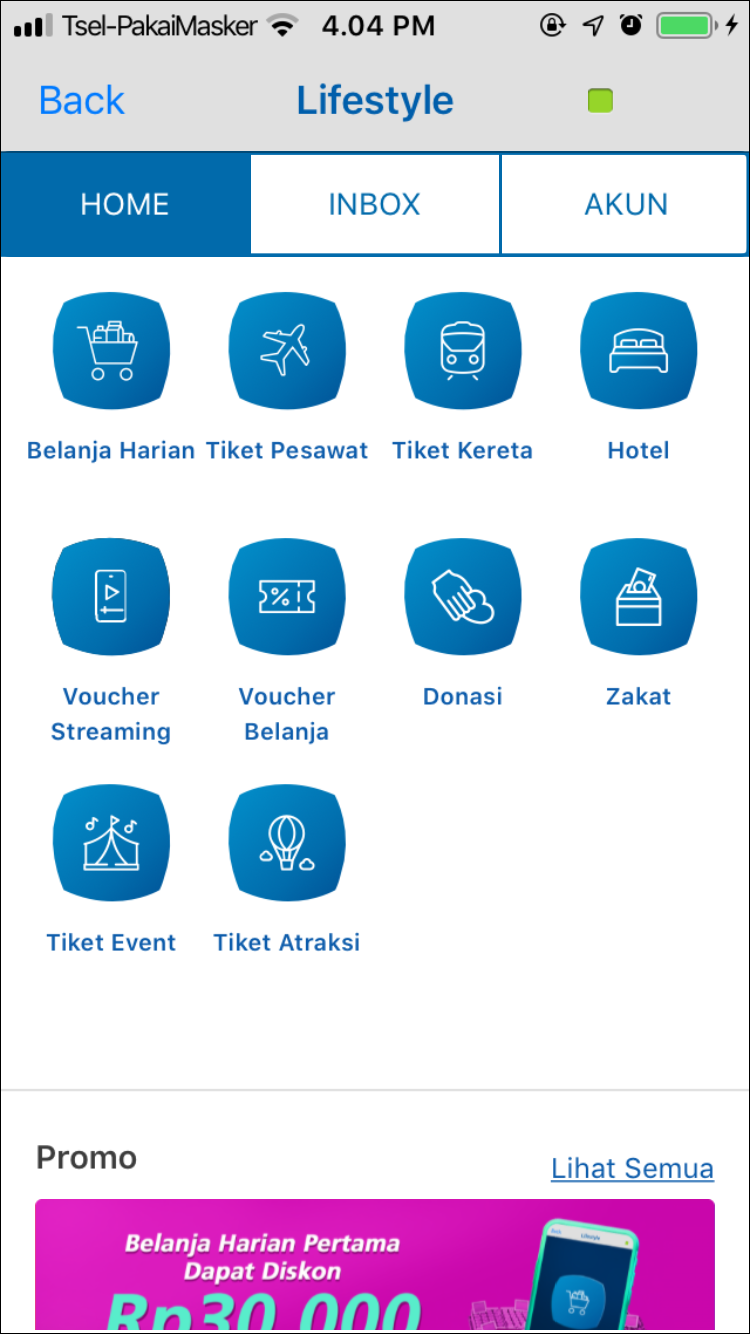 Tsel-PakaiMasker 4.04 PM
Back Lifestyle
HOME INBOX AKUN
Belanja Harian Tiket Pesawat Tiket Kereta Hotel
Voucher Streaming Voucher Belanja Donasi Zakat
Tiket Event Tiket Atraksi
Promo Lihat Semua
Belanja Harian Pertama
Dapat Diskon
Rp30.000